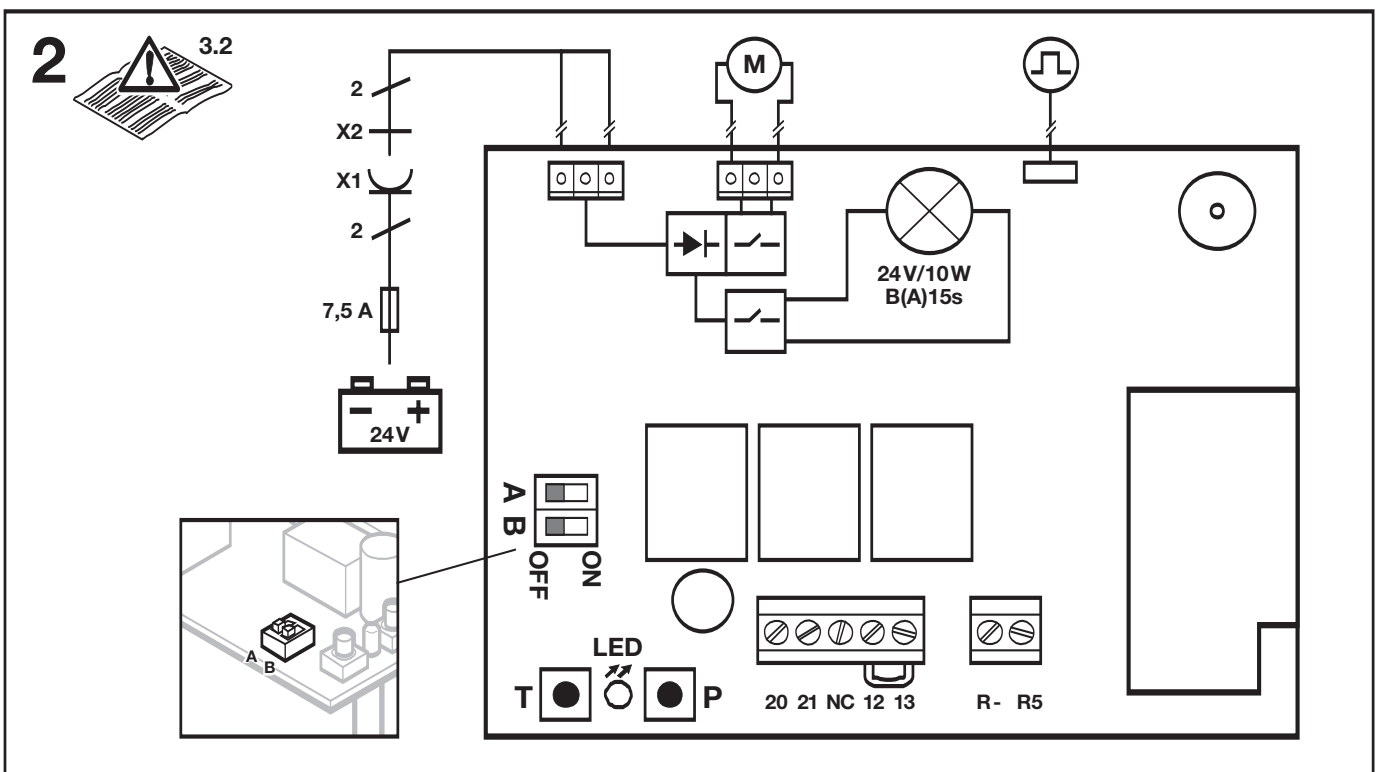 2
3.2
2
X2
X1
2
7,5 A
24V
M
24V/10W
B(A)15s
A
B
OFF
ON
A
B
LED
T
P
20 21 NC 12 13
R- R5